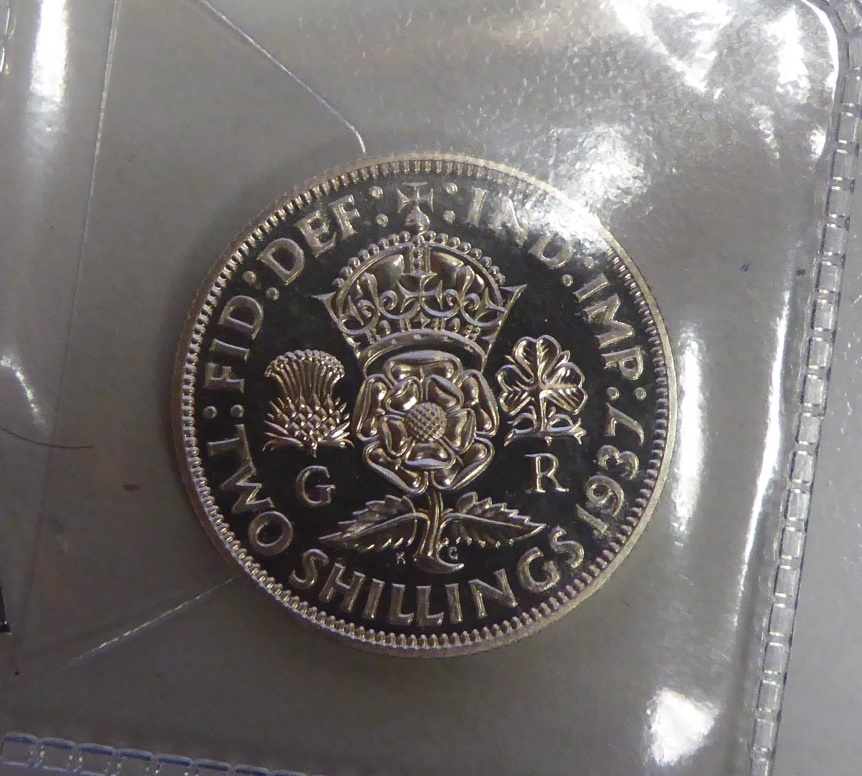 FID: DEF: IND: IMP. 1937
TWO SHILLINGS
G R
K G